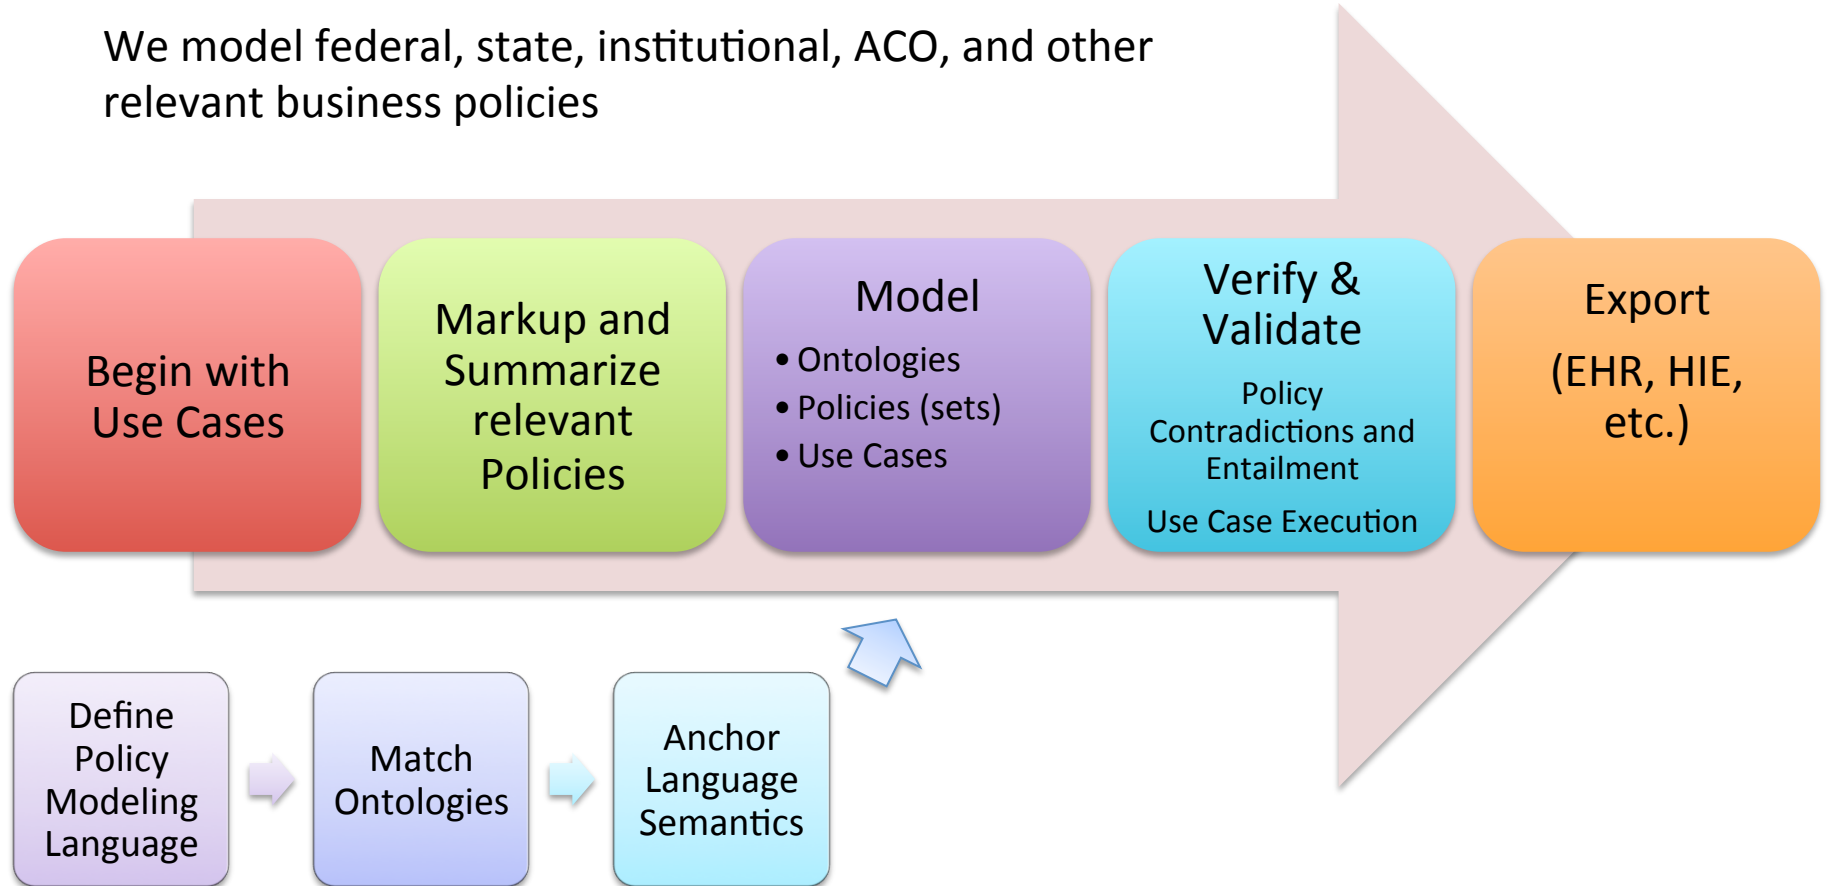 We model federal, state, institutional, ACO, and other
relevant business policies
Begin with
Use Cases
Markup and
Summarize
relevant
Policies
Model
• Ontologies
• Policies (sets)
• Use Cases
Verify &
Validate
Policy
Contradictions and
Entailment
Use Case Execution
Export
(EHR, HIE,
etc.)
Define
Policy
Modeling
Language
Match
Ontologies
Anchor
Language
Semantics